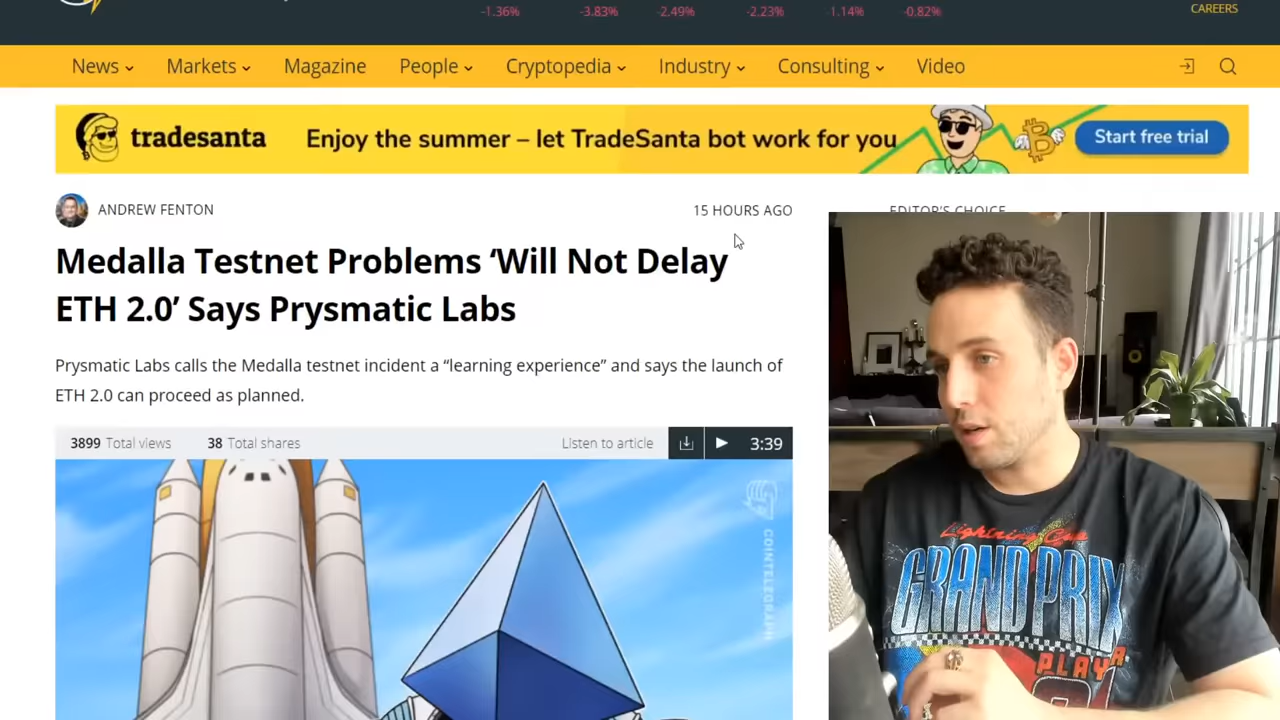 -1.36% -3.83% -2.49% -2.23% 1.14% -0.82%
CAREERS
News Markets Magazine People Cryptopedia Industry Consulting Video
tradesanta Enjoy the summer – let TradeSanta bot work for you Start free trial
ANDREW FENTON 15 HOURS AGO EDITOR'S CHOICE
Medalla Testnet Problems ‘Will Not Delay
ETH 2.0’ Says Prysmatic Labs
Prysmatic Labs calls the Medalla testnet incident a “learning experience” and says the launch of
ETH 2.0 can proceed as planned.
3899 Total views 38 Total shares Listen to article 3:39
COINTELEGRAPH
Lightning Cup
GRAND PRIX
PLAYA